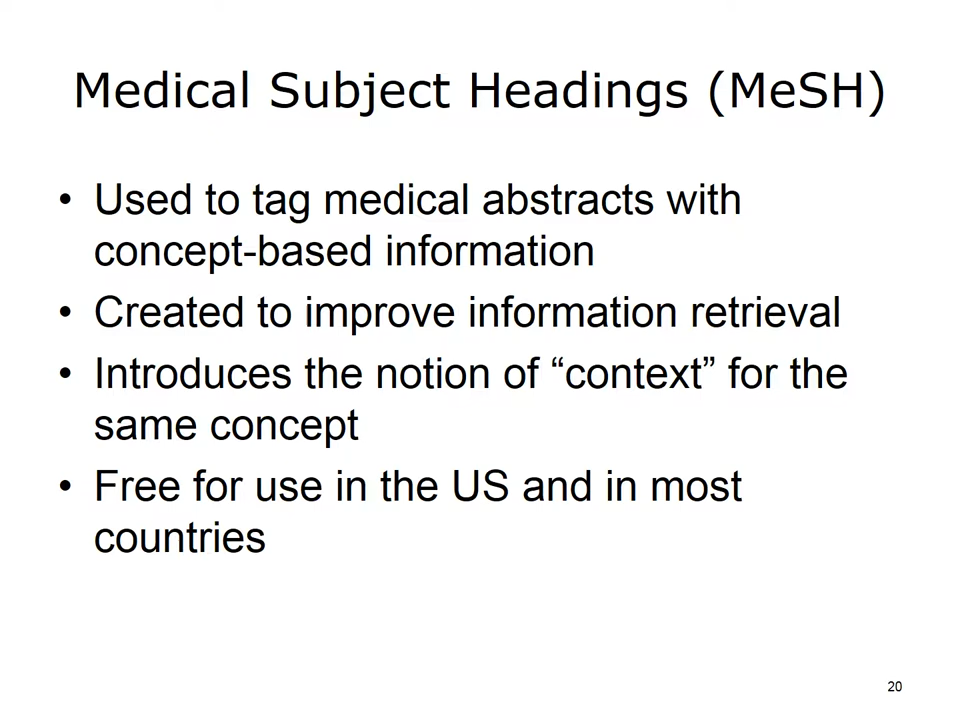 Medical Subject Headings (MeSH)
• Used to tag medical abstracts with
concept-based information
• Created to improve information retrieval
• Introduces the notion of “context” for the
same concept
• Free for use in the US and in most
countries
20